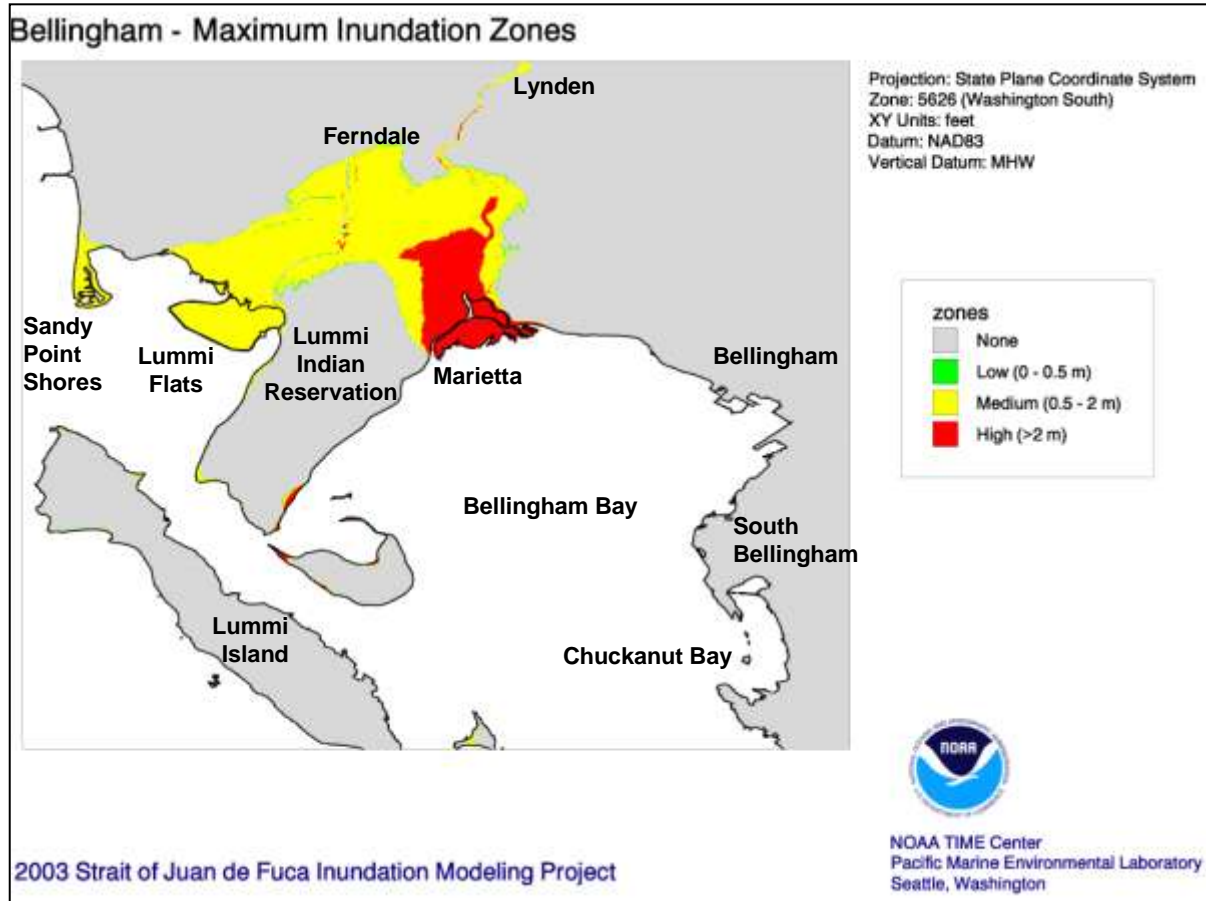 Bellingham - Maximum Inundation Zones
Projection: State Plane Coordinate System
Zone: 5626 (Washington South)
XY Units: feet
Datum: NAD83
Vertical Datum: MHW
Lynden
Ferndale
zones
None
Low (0 - 0.5 m)
Medium (0.5 - 2 m)
High (>2 m)
Sandy
Point
Shores
Lummi
Flats
Lummi
Indian
Reservation
Marietta
Bellingham
Bellingham Bay
South
Bellingham
Lummi
Island
Chuckanut Bay
NOAA
NOAA TIME Center
Pacific Marine Environmental Laboratory
Seattle, Washington
2003 Strait of Juan de Fuca Inundation Modeling Project